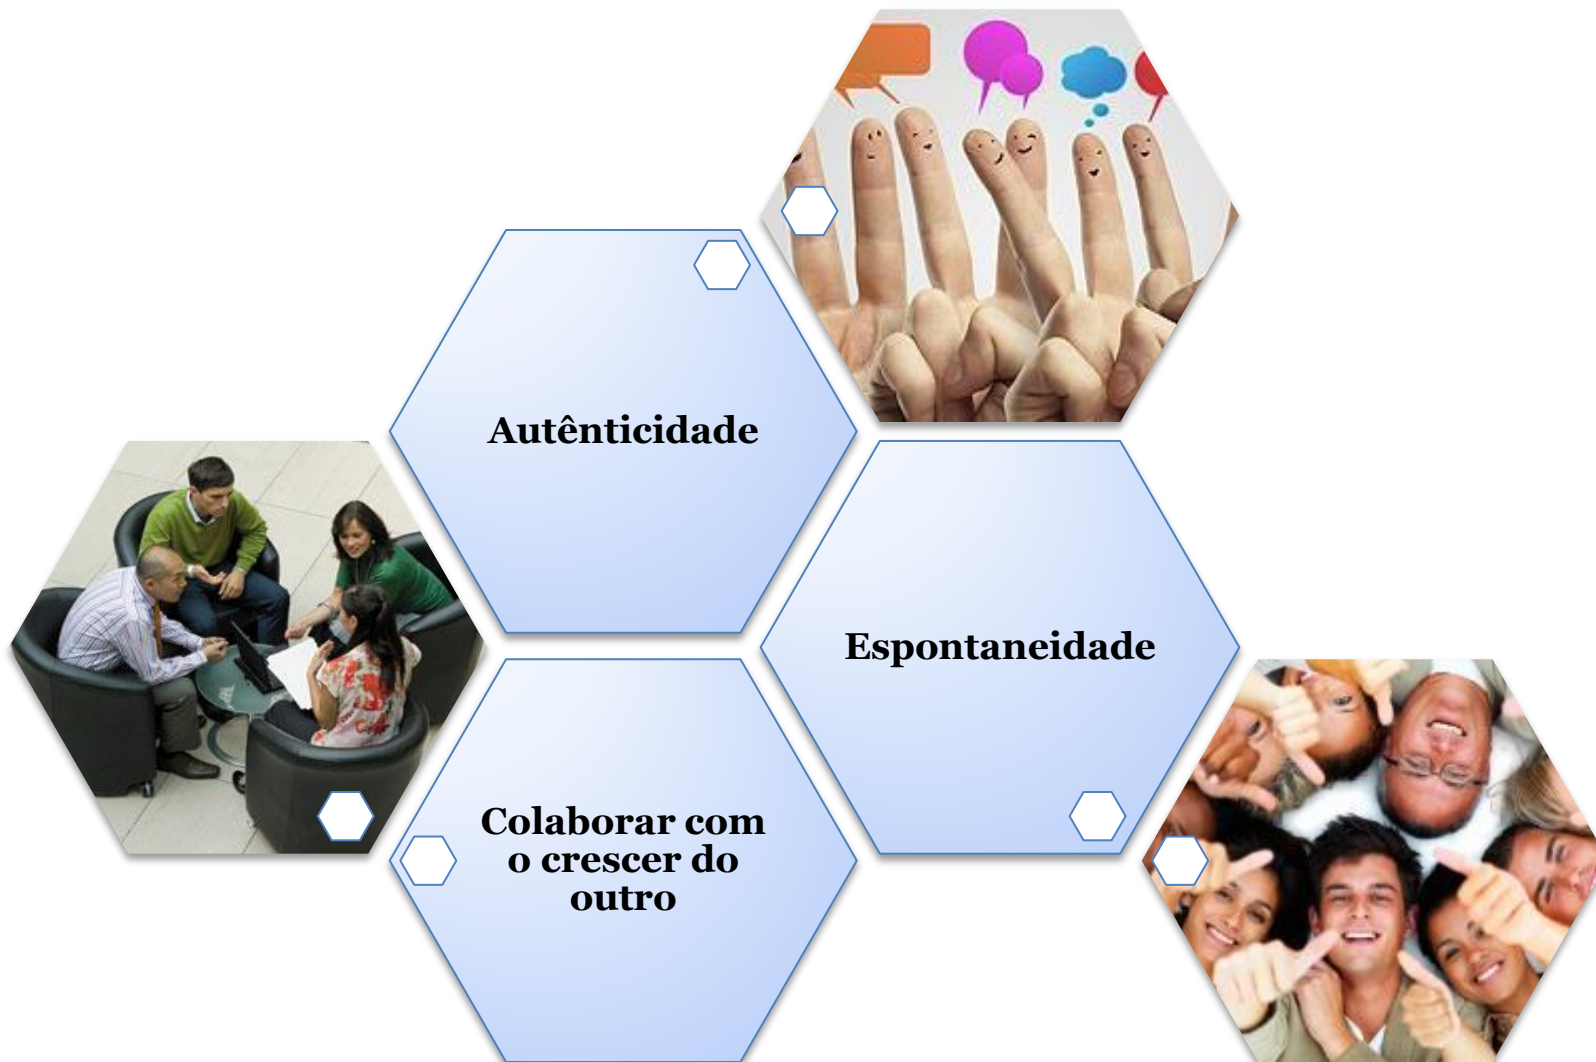 Autênticidade
Espontaneidade
Colaborar com
o crescer do
outro